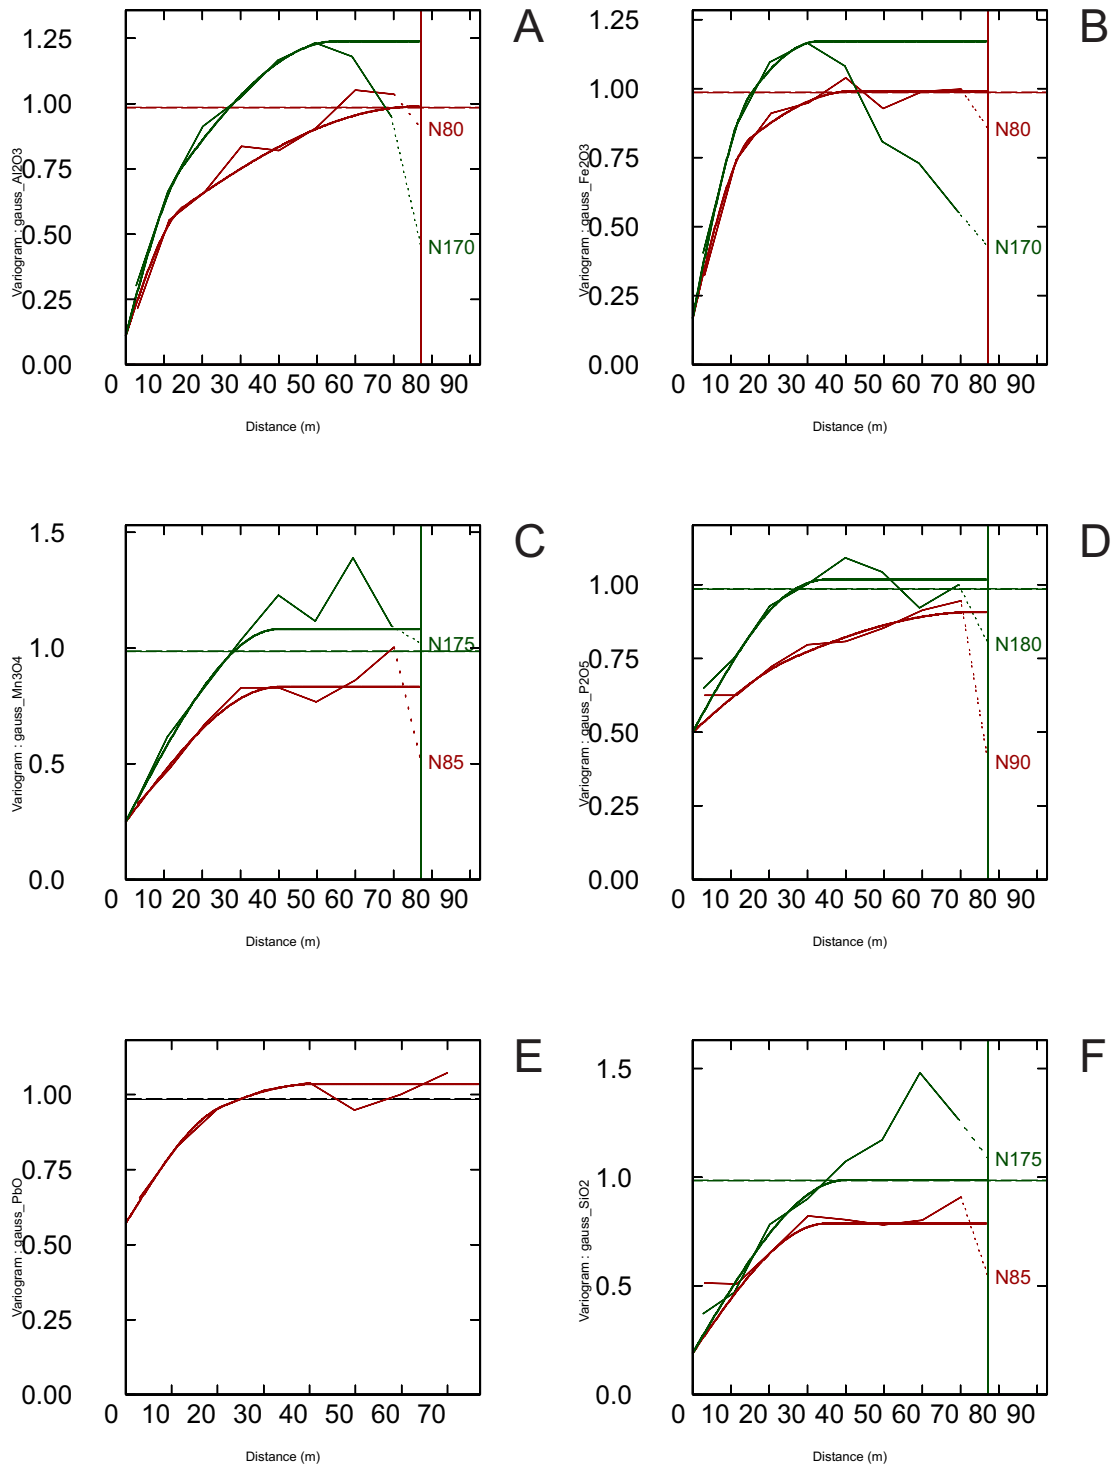 A
1.25
1.00
0.75
0.50
0.25
0.00
Variogram : gauss_Al2O3
N80
N170
0 10 20 30 40 50 60 70 80 90
Distance (m)
B
1.25
1.00
0.75
0.50
0.25
0.00
Variogram : gauss_Fe2O3
N80
N170
0 10 20 30 40 50 60 70 80 90
Distance (m)
C
1.5
1.0
0.5
0.0
Variogram : gauss_Mn3O4
N175
N85
0 10 20 30 40 50 60 70 80 90
Distance (m)
D
1.00
0.75
0.50
0.25
0.00
Variogram : gauss_P2O5
N180
N90
0 10 20 30 40 50 60 70 80 90
Distance (m)
E
1.00
0.75
0.50
0.25
0.00
Variogram : gauss_PbO
0 10 20 30 40 50 60 70
Distance (m)
F
1.5
1.0
0.5
0.0
Variogram : gauss_SiO2
N175
N85
0 10 20 30 40 50 60 70 80 90
Distance (m)